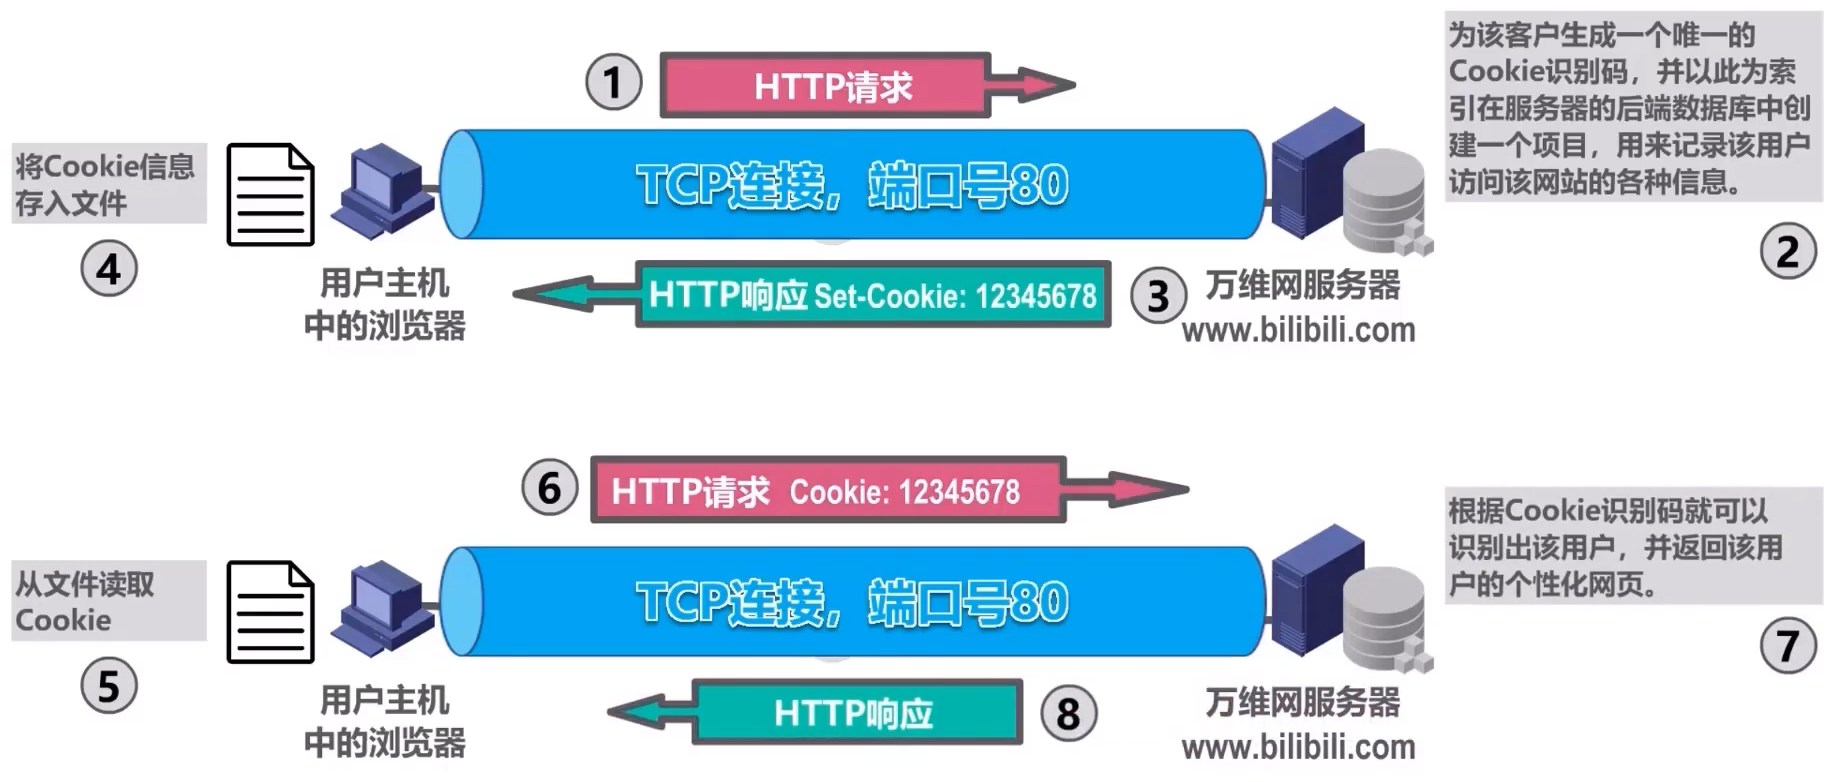 ①
HTTP请求
为该客户生成一个唯一的
Cookie识别码，并以此为索
引在服务器的后端数据库中创
建一个项目，用来记录该用户
访问该网站的各种信息。
②
将Cookie信息
存入文件
④
TCP连接，端口号80
用户主机
中的浏览器
HTTP响应 Set-Cookie: 12345678
③
万维网服务器
www.bilibili.com
⑥
HTTP请求 Cookie: 12345678
根据Cookie识别码就可以
识别出该用户，并返回该用
户的个性化网页。
⑦
从文件读取
Cookie
⑤
TCP连接，端口号80
用户主机
中的浏览器
HTTP响应
⑧
万维网服务器
www.bilibili.com